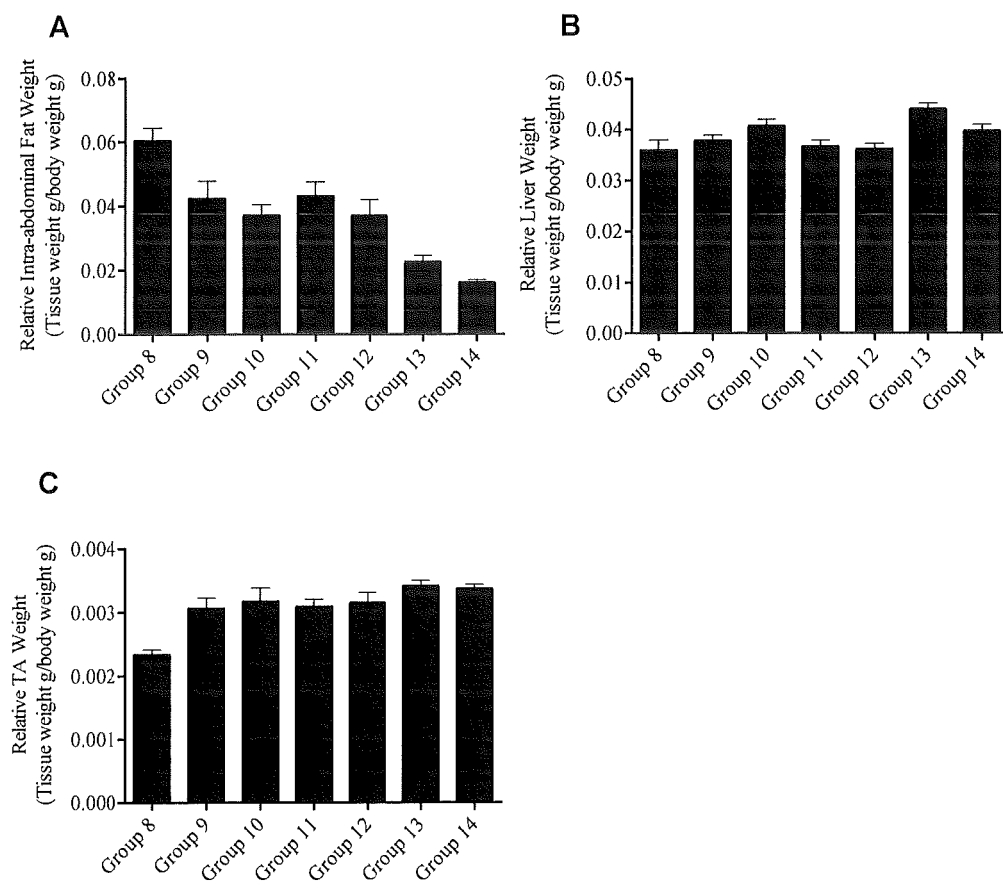 A
Relative Intra-abdominal Fat Weight
(Tissue weight g/body weight g)
0.08
0.06
0.04
0.02
0.00
Group 8
Group 9
Group 10
Group 11
Group 12
Group 13
Group 14
B
Relative Liver Weight
(Tissue weight g/body weight g)
0.05
0.04
0.03
0.02
0.01
0.00
Group 8
Group 9
Group 10
Group 11
Group 12
Group 13
Group 14
C
Relative TA Weight
(Tissue weight g/body weight g)
0.004
0.003
0.002
0.001
0.000
Group 8
Group 9
Group 10
Group 11
Group 12
Group 13
Group 14